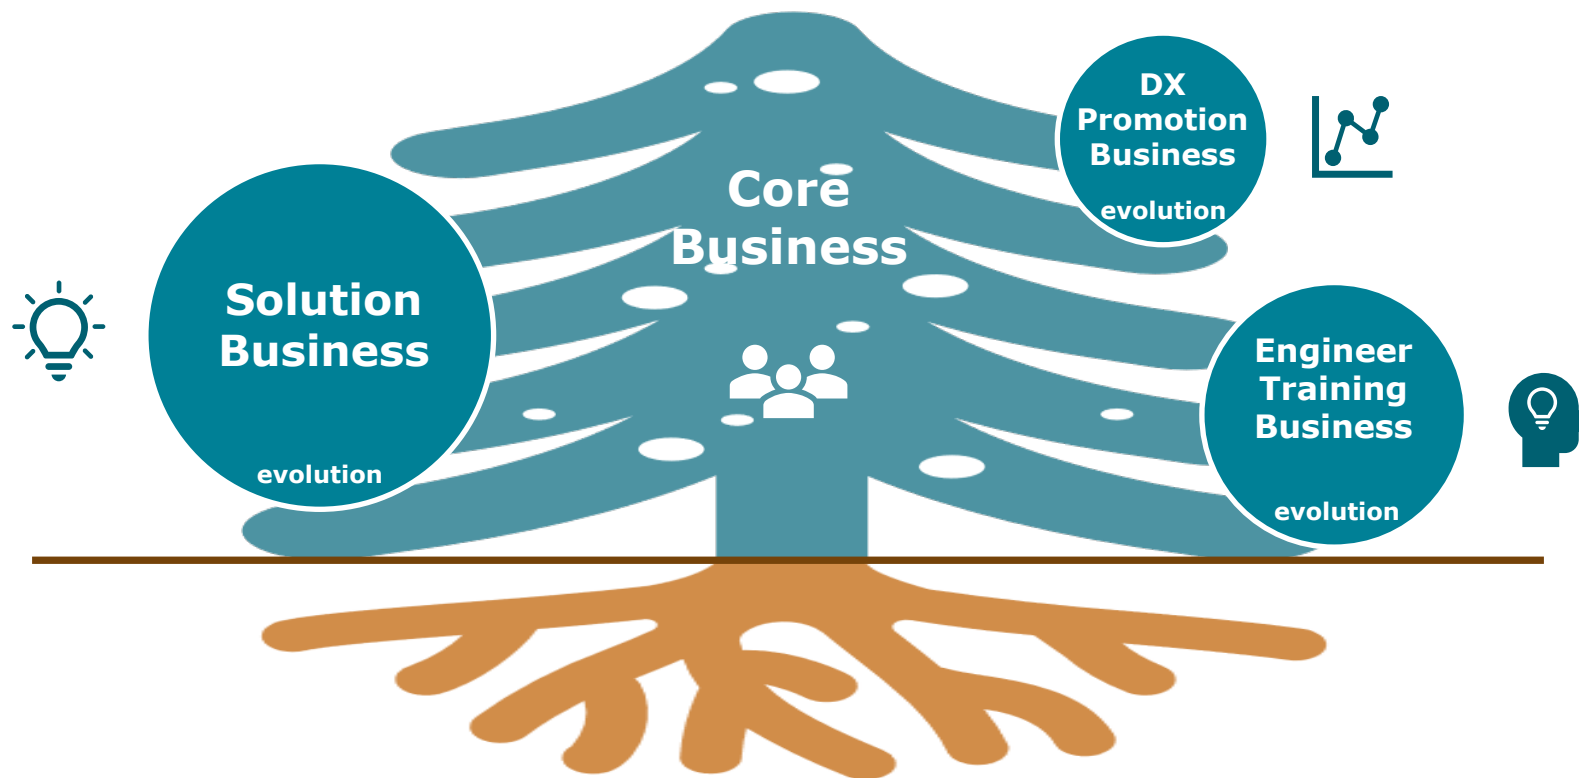 DX
Promotion
Business
evolution
Core
Business
Solution
Business
evolution
Engineer
Training
Business
evolution